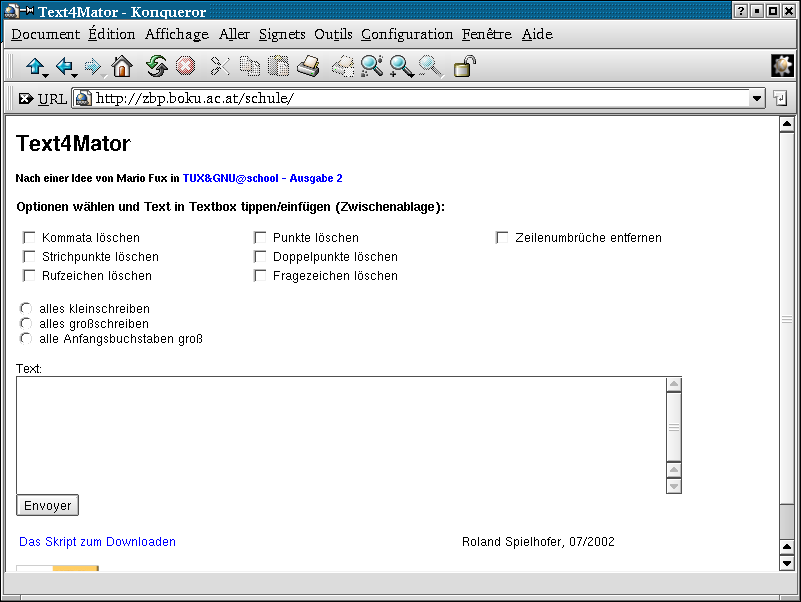 Text4Mator - Konqueror
Document Édition Affichage Aller Signets Outils Configuration Fenêtre Aide
URL http://zbp.boku.ac.at/schule/
Text4Mator
Nach einer Idee von Mario Fux in TUX&GNU@school - Ausgabe 2
Optionen wählen und Text in Textbox tippen/einfügen (Zwischenablage):
Kommata löschen Punkte löschen Zeilenumbrüche entfernen
Strichpunkte löschen Doppelpunkte löschen
Rufzeichen löschen Fragezeichen löschen
alles kleinschreiben
alles großschreiben
alle Anfangsbuchstaben groß
Text:
Envoyer
Das Skript zum Downloaden Roland Spielhofer, 07/2002